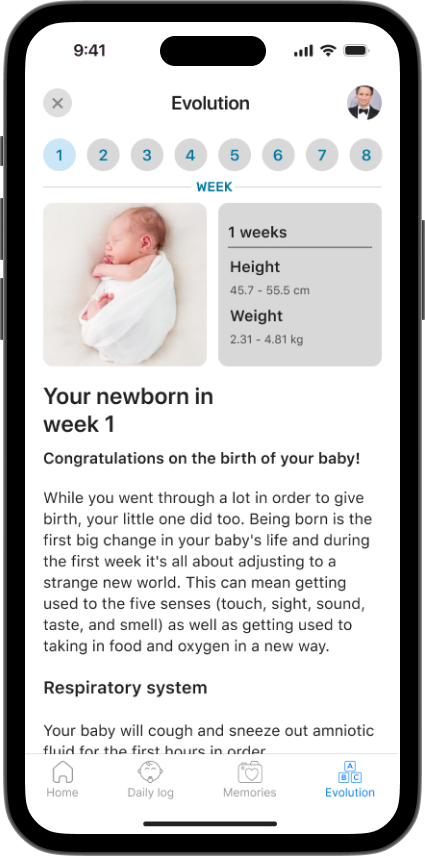 9:41
Evolution
1 2 3 4 5 6 7 8
WEEK
1 weeks
Height
45.7 - 55.5 cm
Weight
2.31 - 4.81 kg
Your newborn in
week 1
Congratulations on the birth of your baby!
While you went through a lot in order to give
birth, your little one did too. Being born is the
first big change in your baby's life and during
the first week it's all about adjusting to a
strange new world. This can mean getting
used to the five senses (touch, sight, sound,
taste, and smell) as well as getting used to
taking in food and oxygen in a new way.
Respiratory system
Your baby will cough and sneeze out amniotic
fluid for the first hours in order
A
B C
Home Daily log Memories Evolution